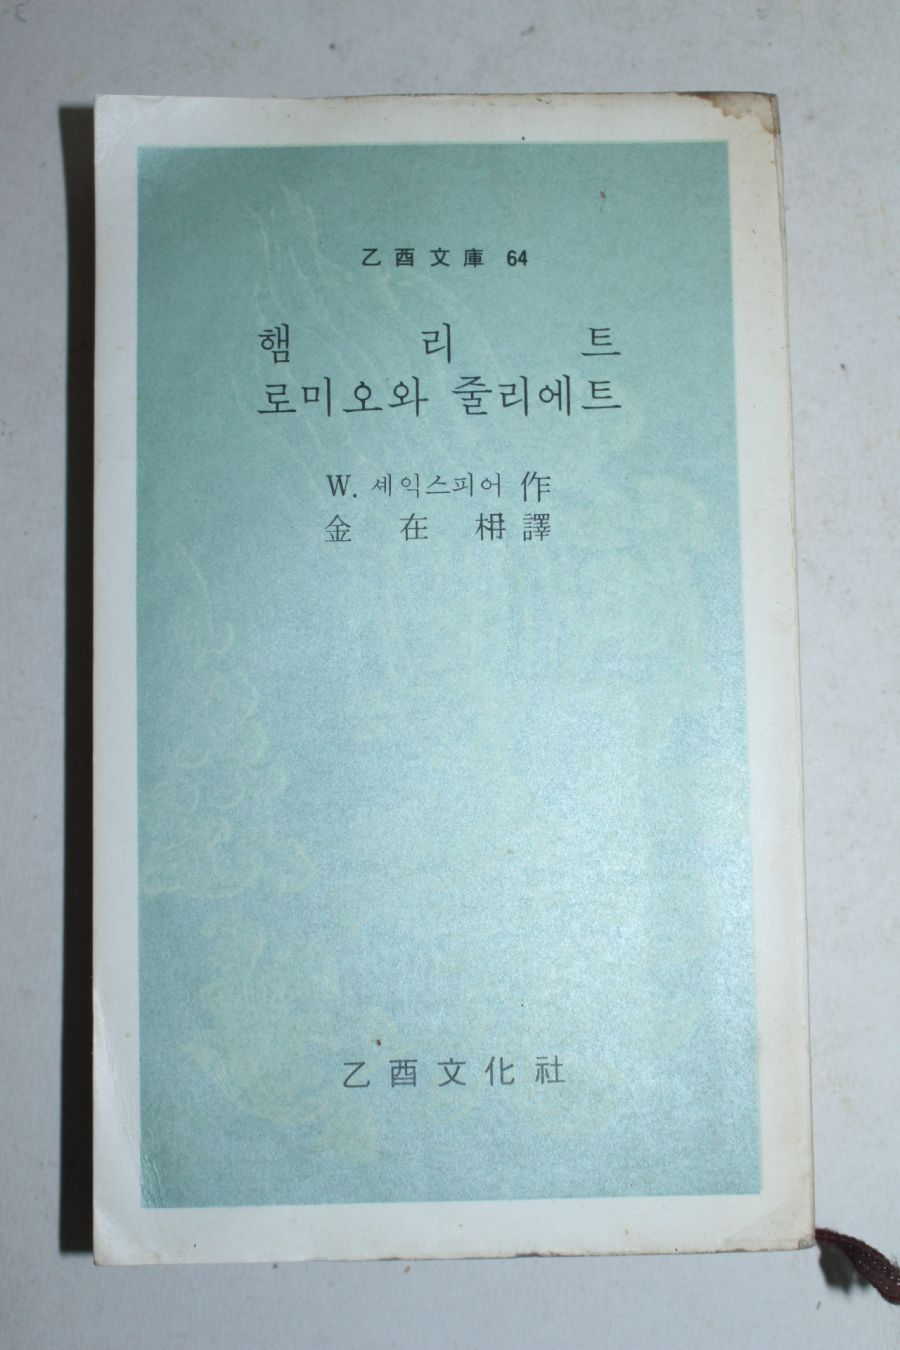 乙酉文庫 64
햄리트
로미오와 줄리에트
W. 셰익스피어 作
金在枏 譯
乙酉文化社